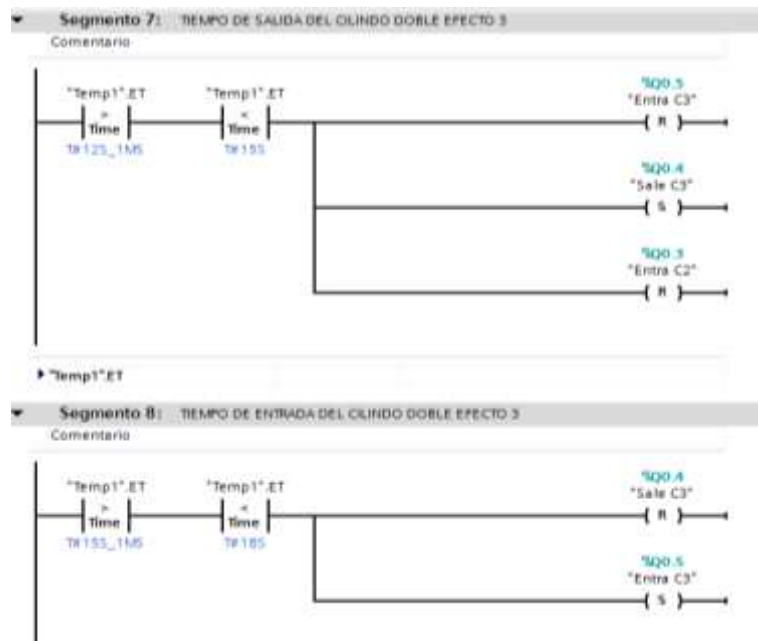 Segmento 7: TIEMPO DE SALIDA DEL CILINDO DOBLE EFECTO 3
Comentario
"Temp1".ET
"Temp1".ET
%Q0.5
"Entra C3"
>
Time
<
Time
( R )
T#12S_1MS
T#15S
%Q0.4
"Sale C3"
( S )
%Q0.3
"Entra C2"
( R )
"Temp1".ET
Segmento 8: TIEMPO DE ENTRADA DEL CILINDO DOBLE EFECTO 3
Comentario
"Temp1".ET
"Temp1".ET
%Q0.4
"Sale C3"
>
Time
<
Time
( R )
T#15S_1MS
T#18S
%Q0.5
"Entra C3"
( S )